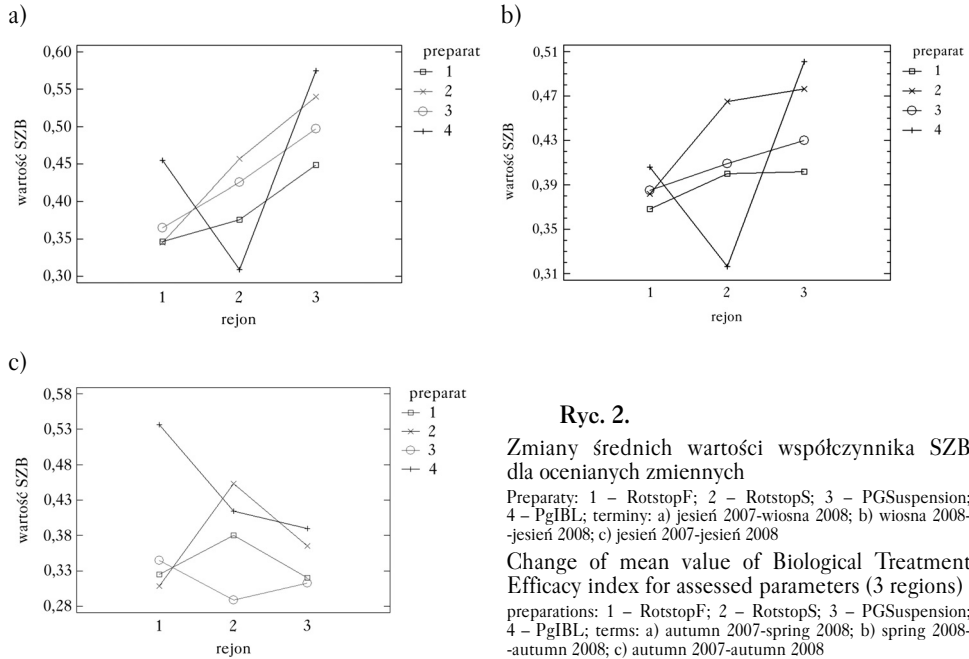 a)
0,60
0,55
0,50
0,45
0,40
0,35
0,30
wartość SZB
1 2 3
rejon
preparat
1
2
3
4
b)
0,51
0,47
0,43
0,39
0,35
0,31
wartość SZB
1 2 3
rejon
preparat
1
2
3
4
c)
0,58
0,53
0,48
0,43
0,38
0,33
0,28
wartość SZB
1 2 3
rejon
preparat
1
2
3
4
Ryc. 2.
Zmiany średnich wartości współczynnika SZB
dla ocenianych zmiennych
Preparaty: 1 – RotstopF; 2 – RotstopS; 3 – PGSuspension;
4 – PgIBL; terminy: a) jesień 2007-wiosna 2008; b) wiosna 2008-
-jesień 2008; c) jesień 2007-jesień 2008
Change of mean value of Biological Treatment
Efficacy index for assessed parameters (3 regions)
preparations: 1 – RotstopF; 2 – RotstopS; 3 – PGSuspension;
4 – PgIBL; terms: a) autumn 2007-spring 2008; b) spring 2008-
-autumn 2008; c) autumn 2007-autumn 2008